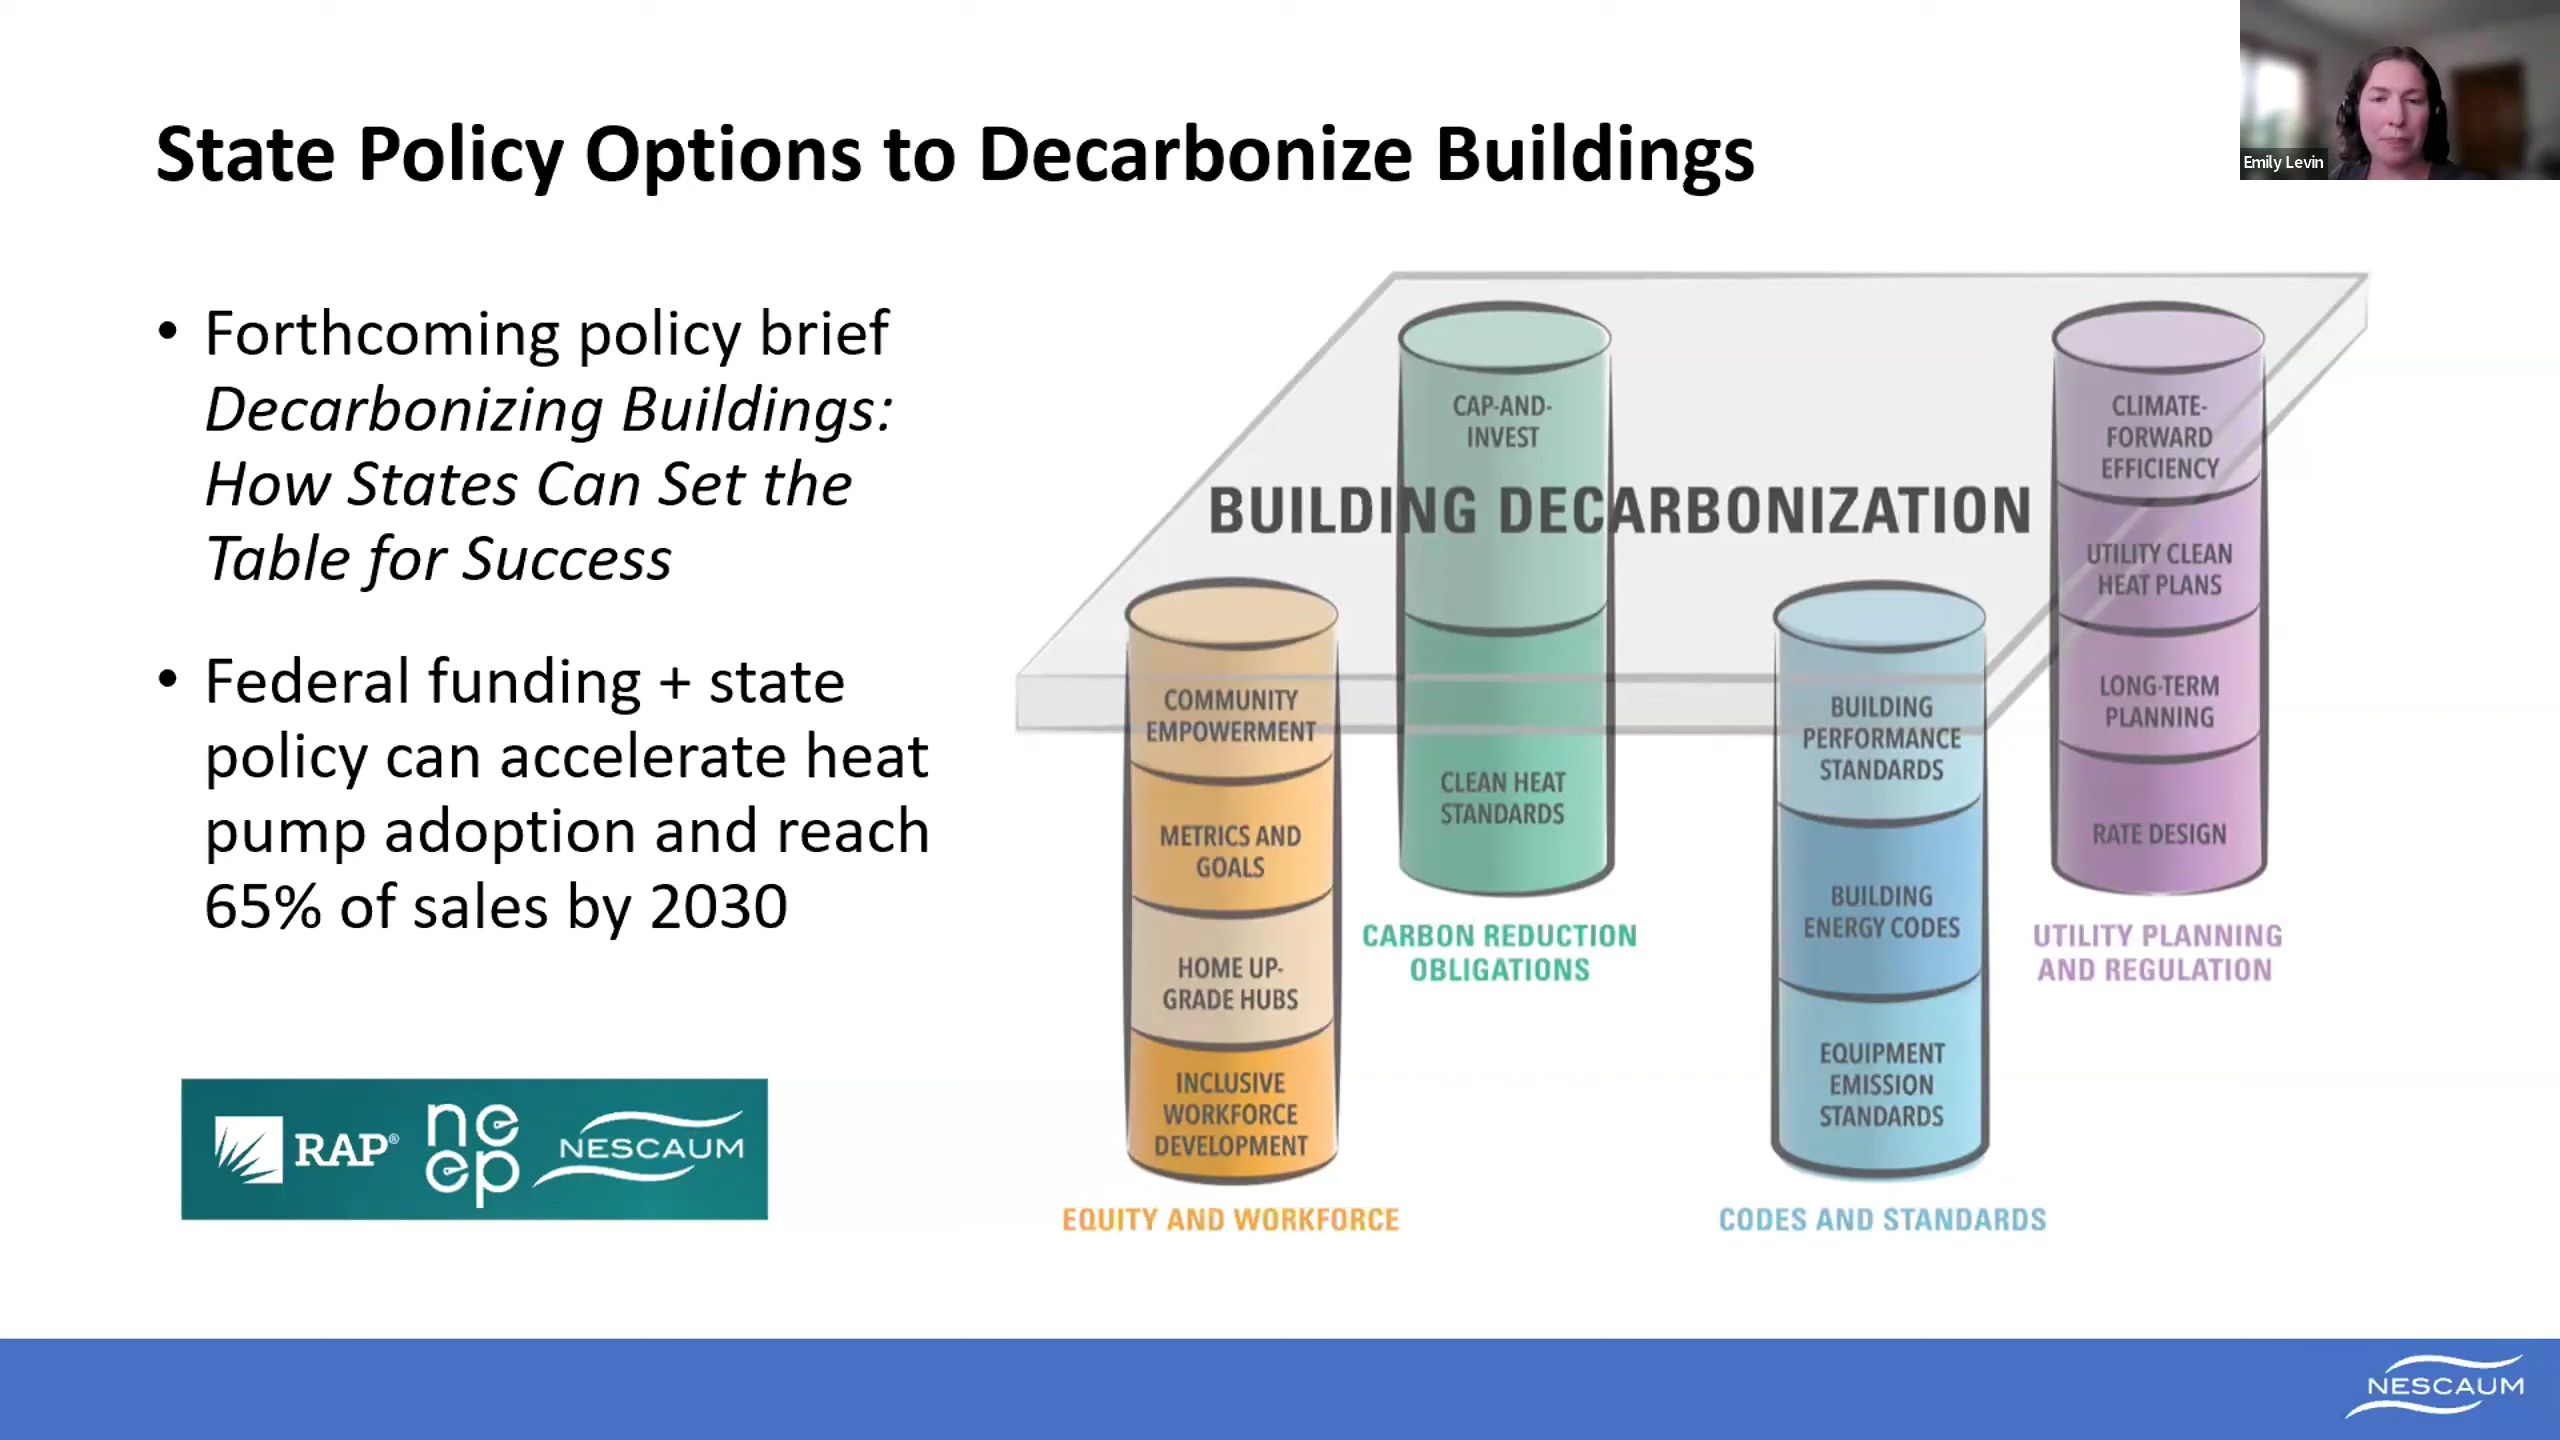 State Policy Options to Decarbonize Buildings
Emily Levin
• Forthcoming policy brief
Decarbonizing Buildings:
How States Can Set the
Table for Success
• Federal funding + state
policy can accelerate heat
pump adoption and reach
65% of sales by 2030
RAP®
neep
NESCAUM
BUILDING DECARBONIZATION
COMMUNITY
EMPOWERMENT
METRICS AND
GOALS
HOME UP-
GRADE HUBS
INCLUSIVE
WORKFORCE
DEVELOPMENT
EQUITY AND WORKFORCE
CAP-AND-
INVEST
CLEAN HEAT
STANDARDS
CARBON REDUCTION
OBLIGATIONS
BUILDING
PERFORMANCE
STANDARDS
BUILDING
ENERGY CODES
EQUIPMENT
EMISSION
STANDARDS
CODES AND STANDARDS
CLIMATE-
FORWARD
EFFICIENCY
UTILITY CLEAN
HEAT PLANS
LONG-TERM
PLANNING
RATE DESIGN
UTILITY PLANNING
AND REGULATION
NESCAUM